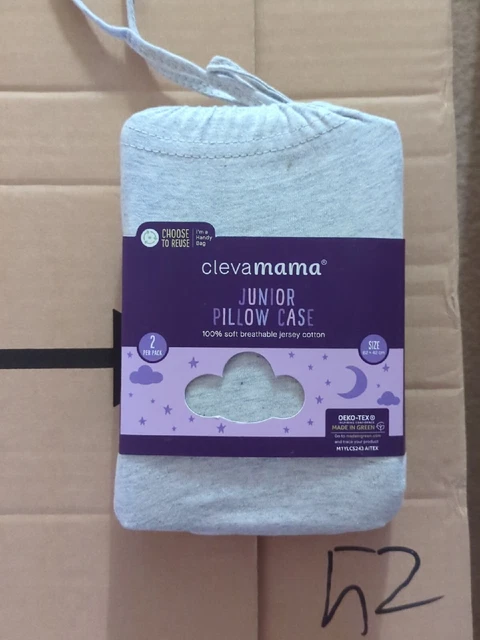 CHOOSE
TO REUSE
I'm a
Handy
Bag
clevamama®
JUNIOR
PILLOW CASE
100% soft breathable jersey cotton
2
PER PACK
SIZE
OEKO-TEX®
MADE IN GREEN
52